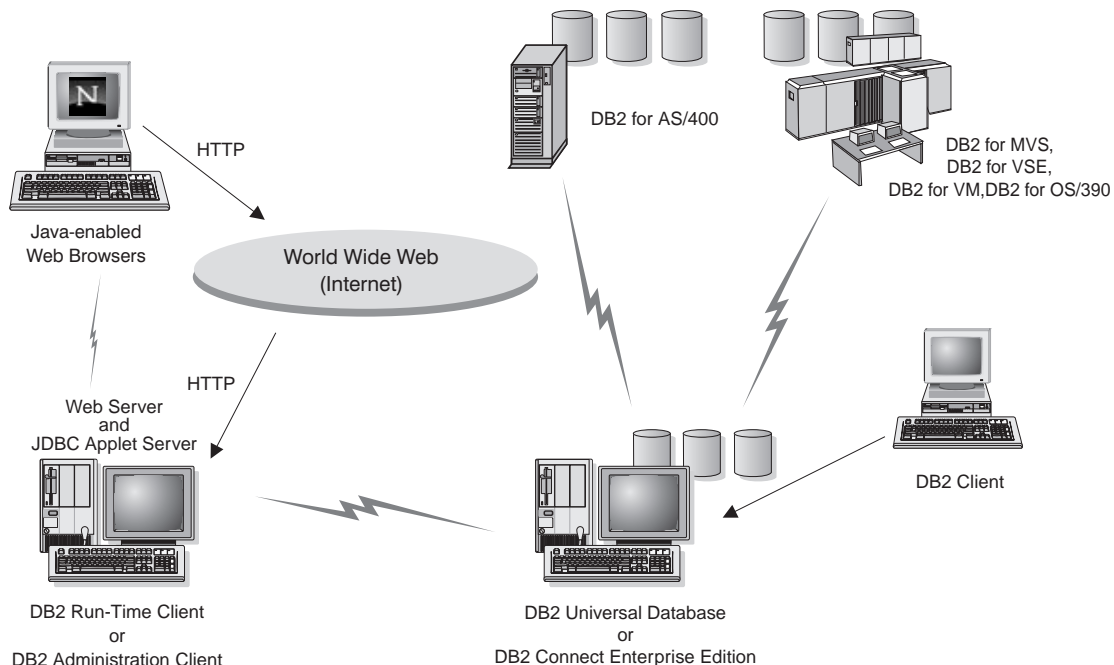 N
HTTP
Java-enabled
Web Browsers
DB2 for AS/400
DB2 for MVS,
DB2 for VSE,
DB2 for VM,DB2 for OS/390
World Wide Web
(Internet)
HTTP
Web Server
and
JDBC Applet Server
DB2 Client
DB2 Run-Time Client
or
DB2 Administration Client
DB2 Universal Database
or
DB2 Connect Enterprise Edition